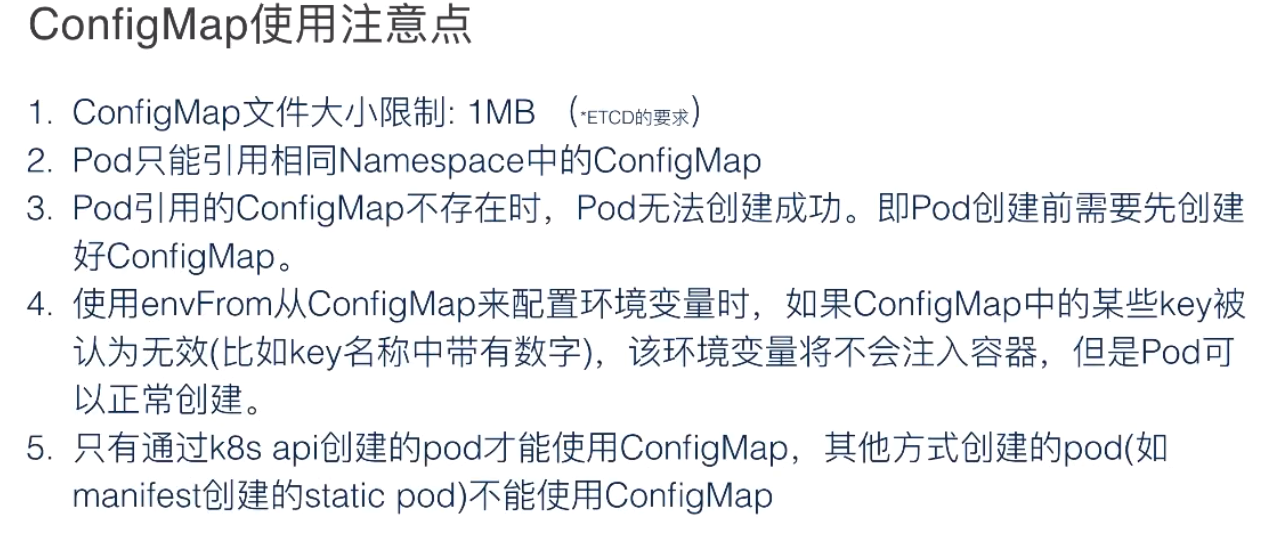 ConfigMap使用注意点
1. ConfigMap文件大小限制: 1MB （*ETCD的要求）
2. Pod只能引用相同Namespace中的ConfigMap
3. Pod引用的ConfigMap不存在时，Pod无法创建成功。即Pod创建前需要先创建
好ConfigMap。
4. 使用envFrom从ConfigMap来配置环境变量时，如果ConfigMap中的某些key被
认为无效(比如key名称中带有数字)，该环境变量将不会注入容器，但是Pod可
以正常创建。
5. 只有通过k8s api创建的pod才能使用ConfigMap，其他方式创建的pod(如
manifest创建的static pod)不能使用ConfigMap